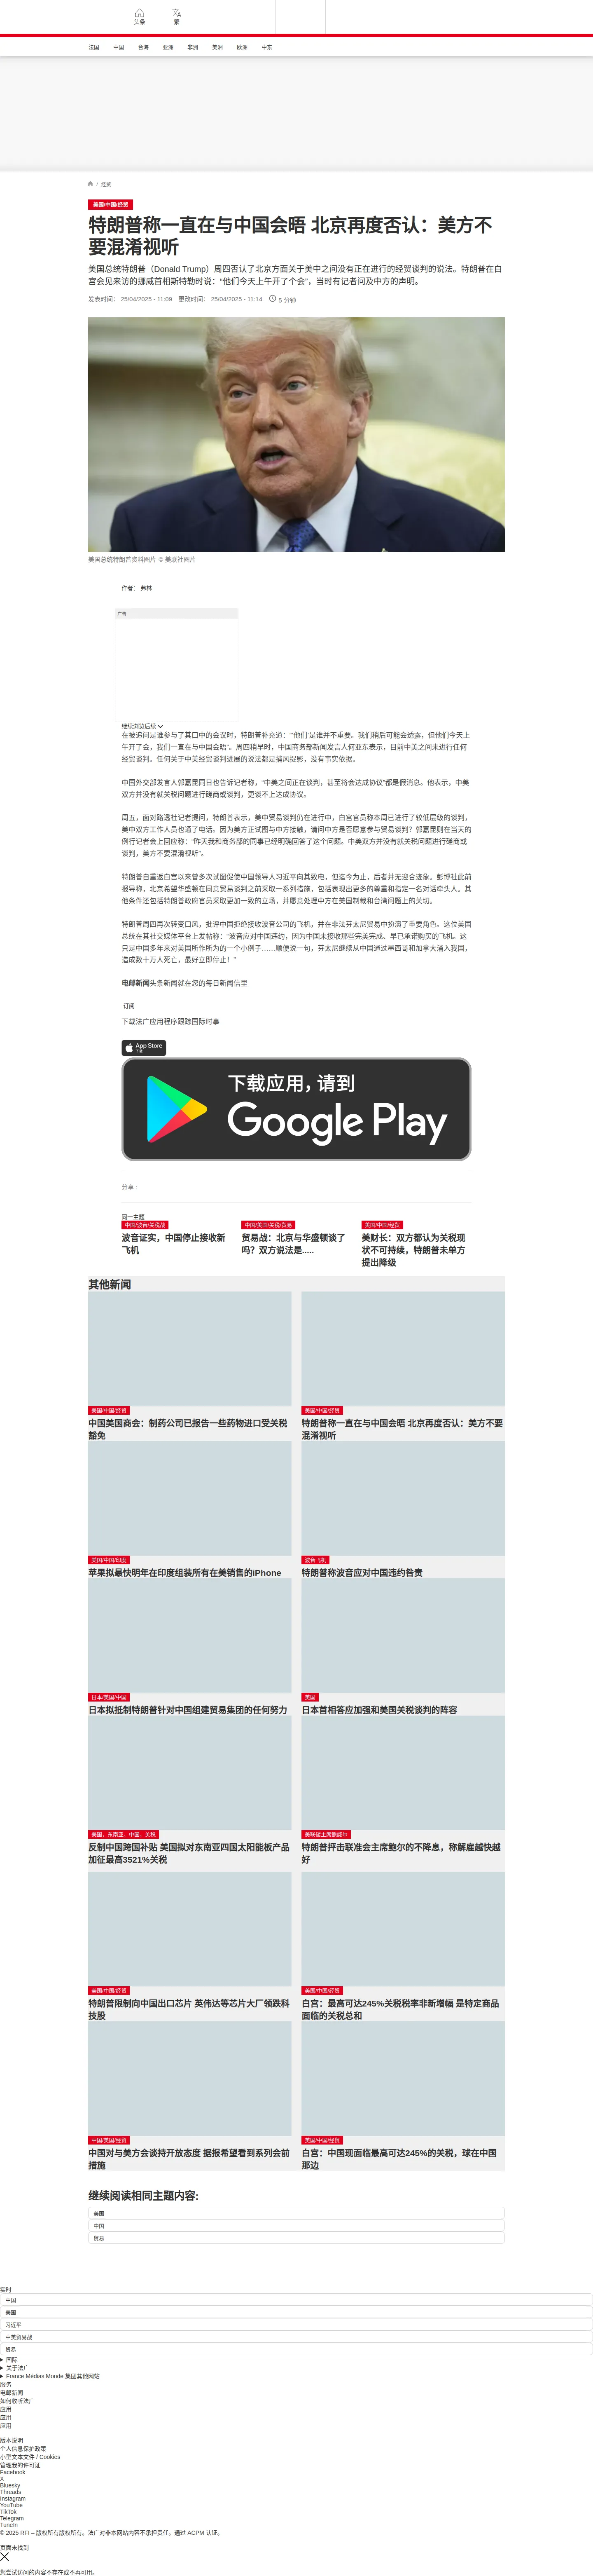 头条
繁
法国 中国 台海 亚洲 非洲 美洲 欧洲 中东
/ 经贸
美国/中国/经贸
特朗普称一直在与中国会晤 北京再度否认：美方不
要混淆视听
美国总统特朗普（Donald Trump）周四否认了北京方面关于美中之间没有正在进行的经贸谈判的说法。特朗普在白
宫会见来访的挪威首相斯特勒时说：“他们今天上午开了个会”，当时有记者问及中方的声明。
发表时间： 25/04/2025 - 11:09 更改时间： 25/04/2025 - 11:14 5 分钟
美国总统特朗普资料图片 © 美联社图片
作者： 弗林
广告
继续浏览后续
在被追问是谁参与了其口中的会议时，特朗普补充道：“‘他们’是谁并不重要。我们稍后可能会透露，但他们今天上
午开了会，我们一直在与中国会晤”。周四稍早时，中国商务部新闻发言人何亚东表示，目前中美之间未进行任何
经贸谈判。任何关于中美经贸谈判进展的说法都是捕风捉影，没有事实依据。
中国外交部发言人郭嘉昆同日也告诉记者称，“中美之间正在谈判，甚至将会达成协议”都是假消息。他表示，中美
双方并没有就关税问题进行磋商或谈判，更谈不上达成协议。
周五，面对路透社记者提问，特朗普表示，美中贸易谈判仍在进行中，白宫官员称本周已进行了较低层级的谈判，
美中双方工作人员也通了电话。因为美方正试图与中方接触，请问中方是否愿意参与贸易谈判？郭嘉昆则在当天的
例行记者会上回应称：“昨天我和商务部的同事已经明确回答了这个问题。中美双方并没有就关税问题进行磋商或
谈判，美方不要混淆视听”。
特朗普自重返白宫以来曾多次试图促使中国领导人习近平向其致电，但迄今为止，后者并无迎合迹象。彭博社此前
报导称，北京希望华盛顿在同意贸易谈判之前采取一系列措施，包括表现出更多的尊重和指定一名对话牵头人。其
他条件还包括特朗普政府官员采取更加一致的立场，并愿意处理中方在美国制裁和台湾问题上的关切。
特朗普周四再次转变口风，批评中国拒绝接收波音公司的飞机，并在非法芬太尼贸易中扮演了重要角色。这位美国
总统在其社交媒体平台上发帖称：“波音应对中国违约，因为中国未接收那些完美完成、早已承诺购买的飞机。这
只是中国多年来对美国所作所为的一个小例子……顺便说一句，芬太尼继续从中国通过墨西哥和加拿大涌入我国，
造成数十万人死亡，最好立即停止！”
电邮新闻头条新闻就在您的每日新闻信里
订阅
下载法广应用程序跟踪国际时事
App Store
下载
下载应用，请到
Google Play
分享 :
同一主题
中国/波音/关税战
波音证实，中国停止接收新
飞机
中国/美国/关税/贸易
贸易战：北京与华盛顿谈了
吗？双方说法是.....
美国/中国/经贸
美财长：双方都认为关税现
状不可持续，特朗普未单方
提出降级
其他新闻
美国/中国/经贸
中国美国商会：制药公司已报告一些药物进口受关税
豁免
美国/中国/经贸
特朗普称一直在与中国会晤 北京再度否认：美方不要
混淆视听
美国/中国/印度
苹果拟最快明年在印度组装所有在美销售的iPhone
波音飞机
特朗普称波音应对中国违约咎责
日本/美国/中国
日本拟抵制特朗普针对中国组建贸易集团的任何努力
美国
日本首相答应加强和美国关税谈判的阵容
美国，东南亚，中国，关税
反制中国跨国补贴 美国拟对东南亚四国太阳能板产品
加征最高3521%关税
美联储主席鲍威尔
特朗普抨击联准会主席鲍尔的不降息，称解雇越快越
好
美国/中国/经贸
特朗普限制向中国出口芯片 英伟达等芯片大厂领跌科
技股
美国/中国/经贸
白宫：最高可达245%关税税率非新增幅 是特定商品
面临的关税总和
中国/美国/经贸
中国对与美方会谈持开放态度 据报希望看到系列会前
措施
美国/中国/经贸
白宫：中国现面临最高可达245%的关税，球在中国
那边
继续阅读相同主题内容:
美国
中国
贸易
实时
中国
美国
习近平
中美贸易战
贸易
国际
关于法广
France Médias Monde 集团其他网站
服务
电邮新闻
如何收听法广
应用
应用
应用
版本说明
个人信息保护政策
小型文本文件 / Cookies
管理我的许可证
Facebook
X
Bluesky
Threads
Instagram
YouTube
TikTok
Telegram
TuneIn
© 2025 RFI – 版权所有版权所有。法广对非本网站内容不承担责任。通过 ACPM 认证。
页面未找到
您尝试访问的内容不存在或不再可用。